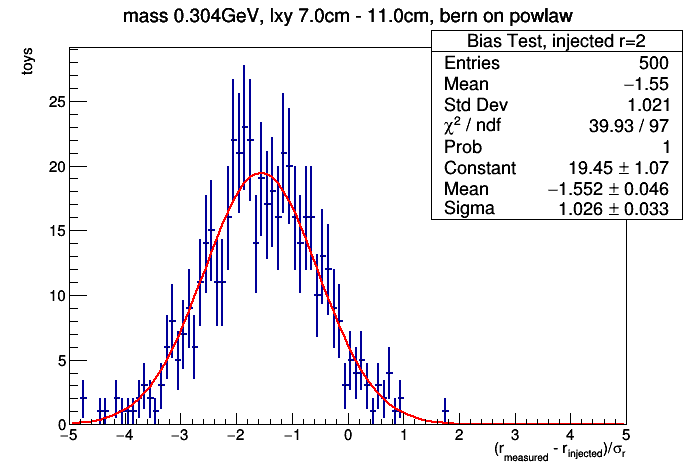 mass 0.304GeV, lxy 7.0cm - 11.0cm, bern on powlaw
toys
Bias Test, injected r=2
Entries 500
Mean −1.55
Std Dev 1.021
χ² / ndf 39.93 / 97
Prob 1
Constant 19.45 ± 1.07
Mean −1.552 ± 0.046
Sigma 1.026 ± 0.033
25
20
15
10
5
0
−5 −4 −3 −2 −1 0 1 2 3 4 5
(r_measured - r_injected)/σ_r